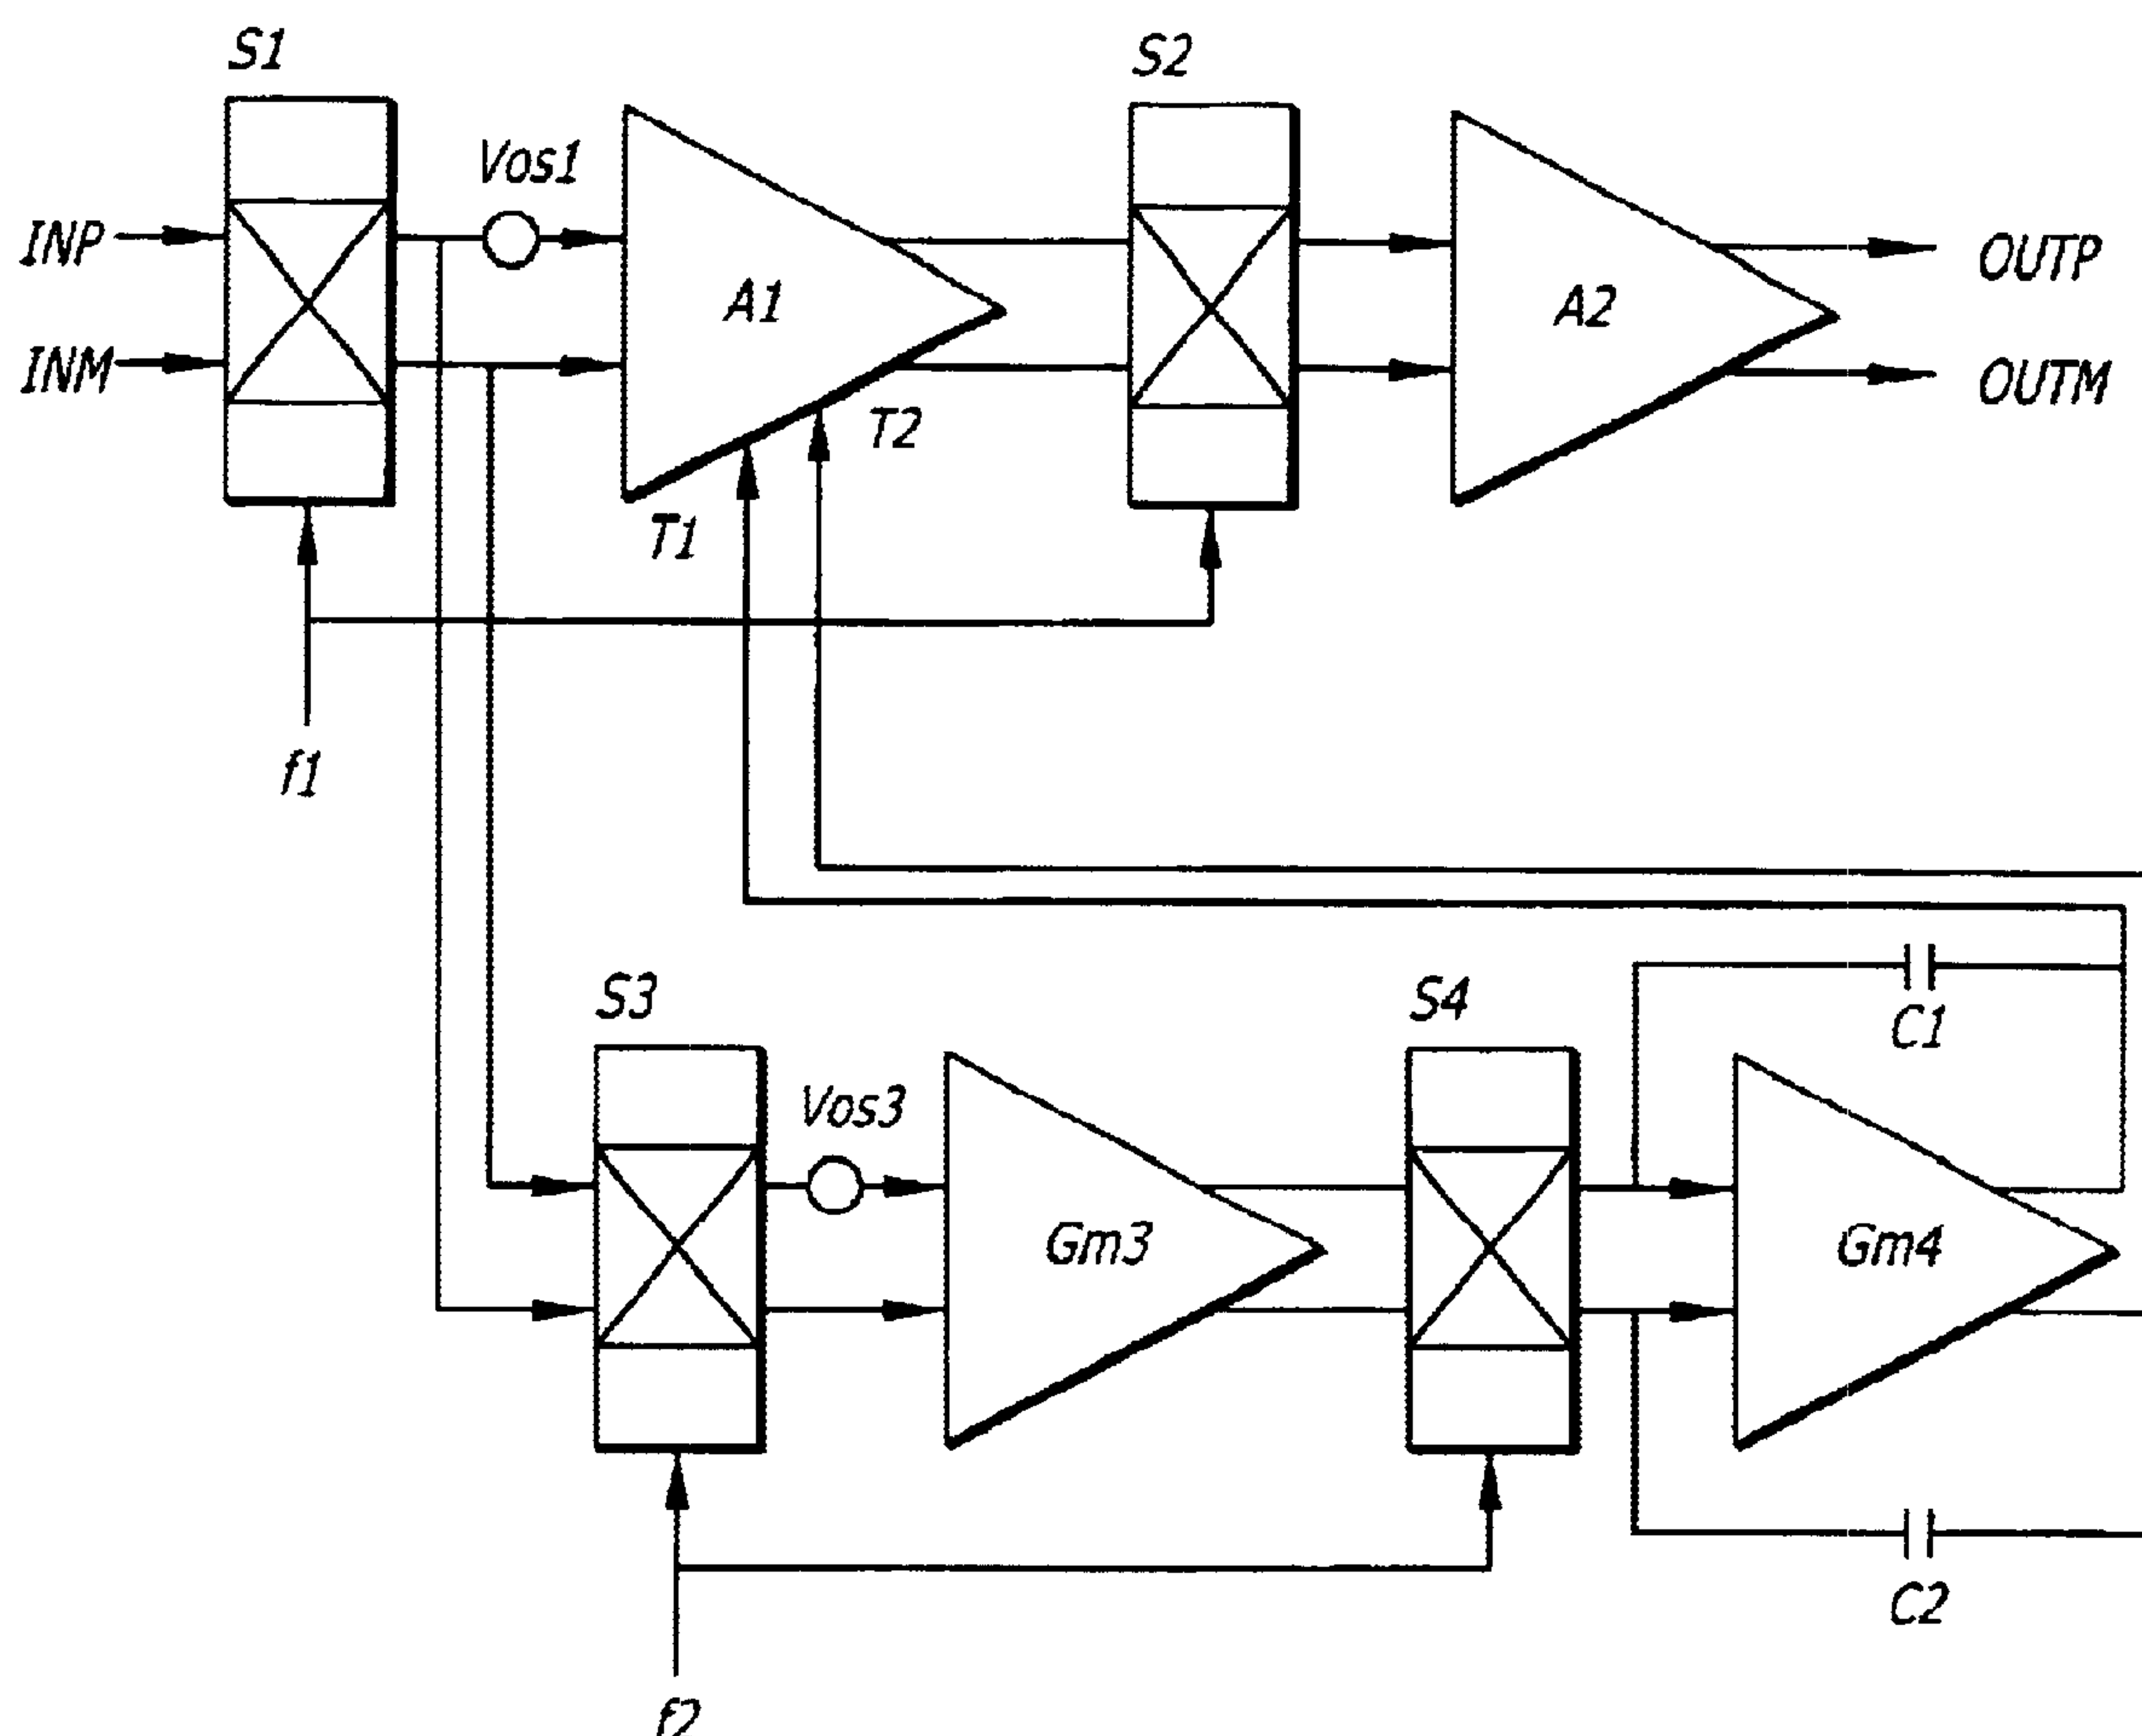 S1
S2
Vos1
INP
A1
A2
OUTP
INM
OUTM
T2
T1
f1
S3
S4
C1
Vos3
Gm3
Gm4
C2
f2